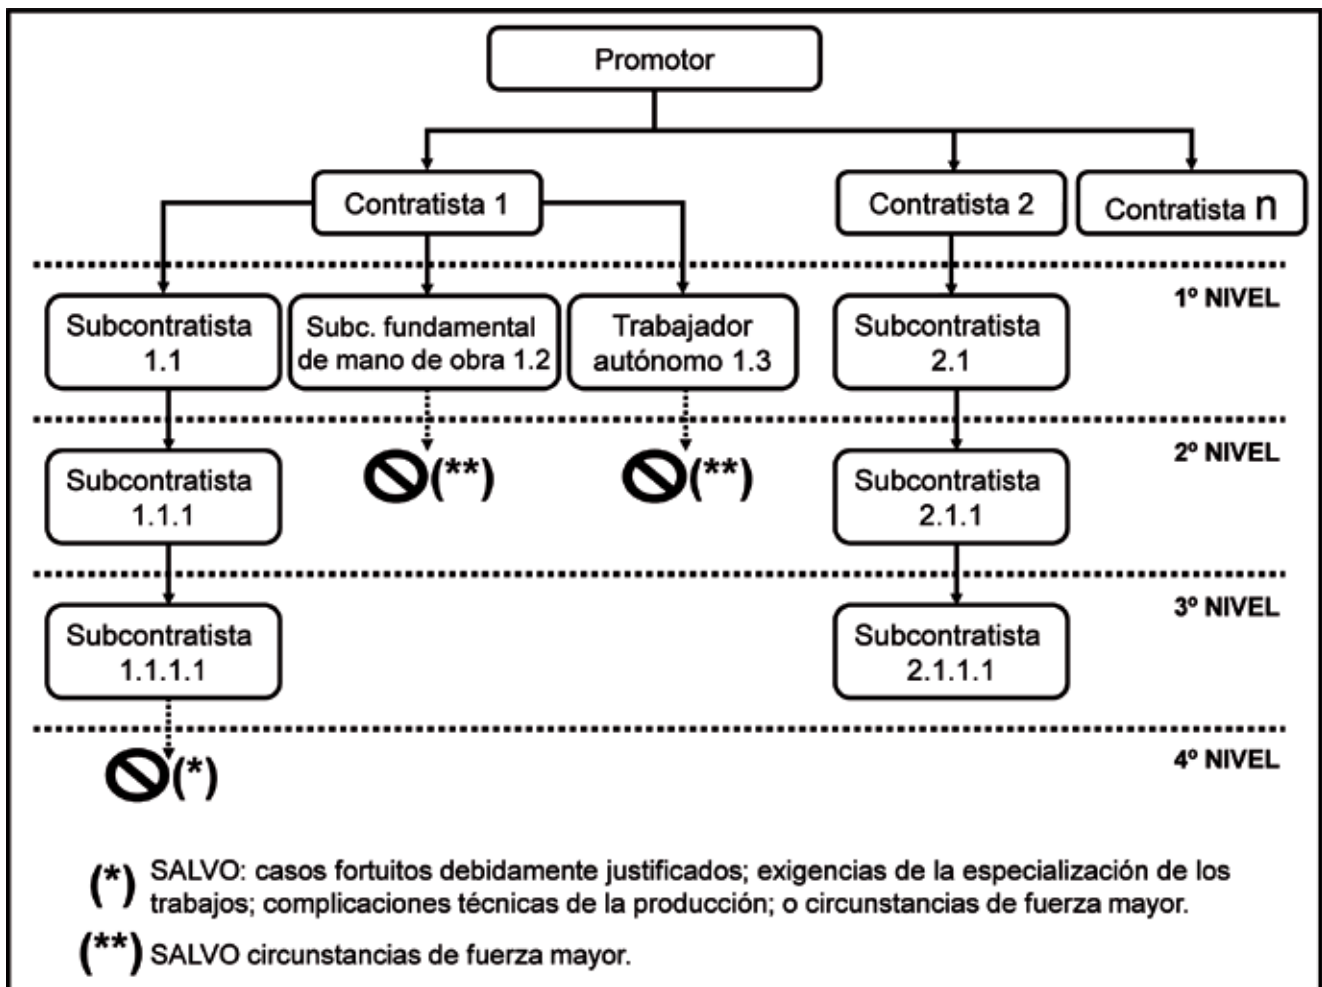 Promotor
Contratista 1
Contratista 2
Contratista n
1º NIVEL
Subcontratista
1.1
Subc. fundamental
de mano de obra 1.2
Trabajador
autónomo 1.3
Subcontratista
2.1
2º NIVEL
Subcontratista
1.1.1
(**)
(**)
Subcontratista
2.1.1
3º NIVEL
Subcontratista
1.1.1.1
Subcontratista
2.1.1.1
4º NIVEL
(*)
(*) SALVO: casos fortuitos debidamente justificados; exigencias de la especialización de los
trabajos; complicaciones técnicas de la producción; o circunstancias de fuerza mayor.
(**) SALVO circunstancias de fuerza mayor.